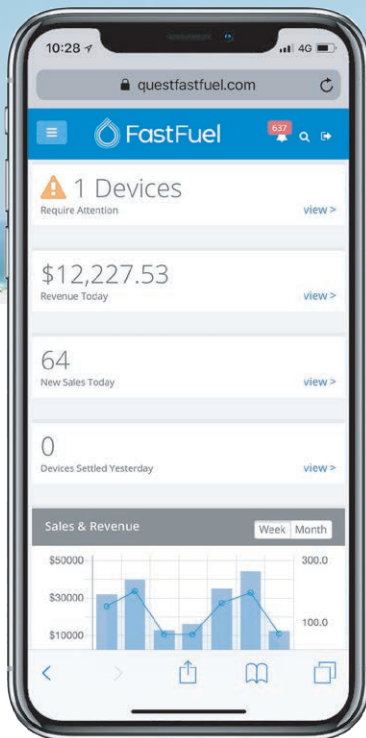 10:28
4G
questfastfuel.com
FastFuel
637
1 Devices
Require Attention
view >
$12,227.53
Revenue Today
view >
64
New Sales Today
view >
0
Devices Settled Yesterday
view >
Sales & Revenue
Week
Month
$50000
300.0
$30000
100.0
$10000